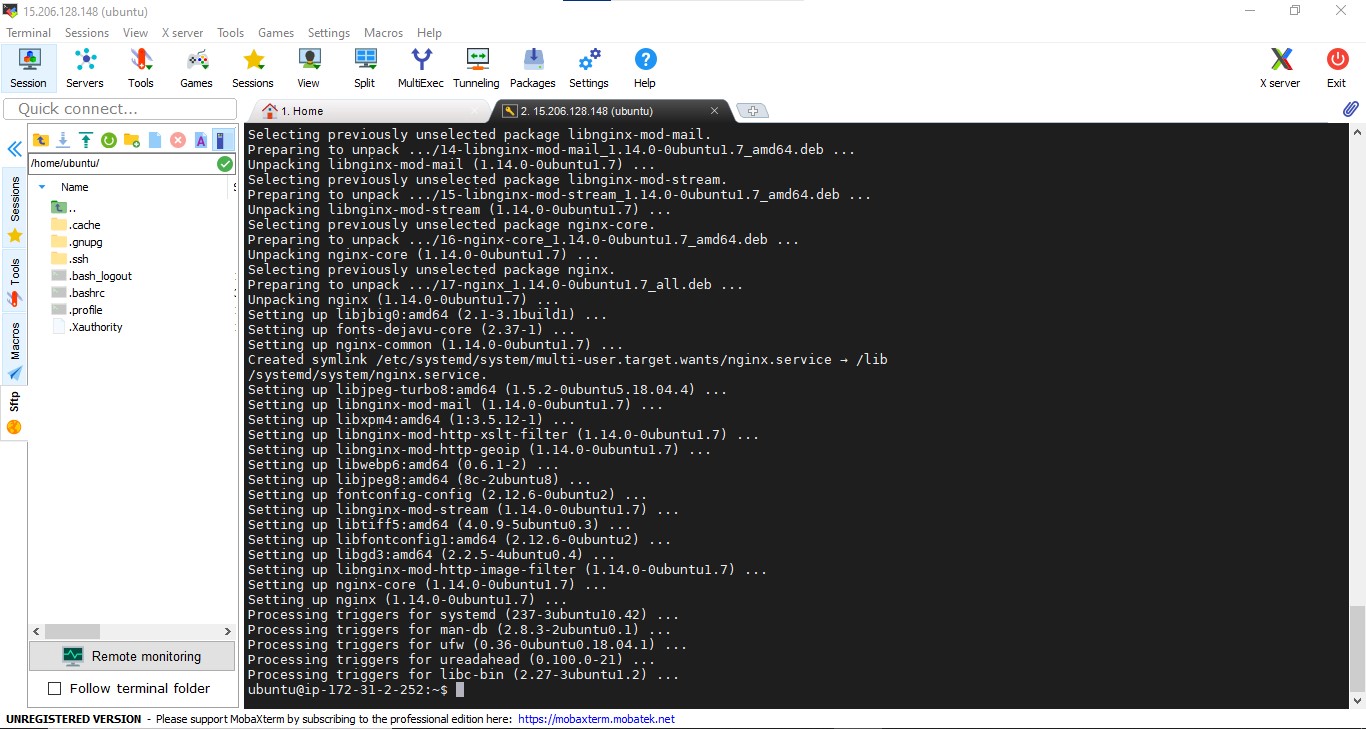 15.206.128.148 (ubuntu)
Terminal Sessions View X server Tools Games Settings Macros Help
Session Servers Tools Games Sessions View Split MultiExec Tunneling Packages Settings Help X server Exit
Quick connect...
1. Home
2. 15.206.128.148 (ubuntu)
/home/ubuntu/
Name
..
.cache
.gnupg
.ssh
.bash_logout
.bashrc
.profile
.Xauthority
Sessions
Tools
Macros
Sftp
Remote monitoring
Follow terminal folder
Selecting previously unselected package libnginx-mod-mail.
Preparing to unpack .../14-libnginx-mod-mail_1.14.0-0ubuntu1.7_amd64.deb ...
Unpacking libnginx-mod-mail (1.14.0-0ubuntu1.7) ...
Selecting previously unselected package libnginx-mod-stream.
Preparing to unpack .../15-libnginx-mod-stream_1.14.0-0ubuntu1.7_amd64.deb ...
Unpacking libnginx-mod-stream (1.14.0-0ubuntu1.7) ...
Selecting previously unselected package nginx-core.
Preparing to unpack .../16-nginx-core_1.14.0-0ubuntu1.7_amd64.deb ...
Unpacking nginx-core (1.14.0-0ubuntu1.7) ...
Selecting previously unselected package nginx.
Preparing to unpack .../17-nginx_1.14.0-0ubuntu1.7_all.deb ...
Unpacking nginx (1.14.0-0ubuntu1.7) ...
Setting up libjbig0:amd64 (2.1-3.1build1) ...
Setting up fonts-dejavu-core (2.37-1) ...
Setting up nginx-common (1.14.0-0ubuntu1.7) ...
Created symlink /etc/systemd/system/multi-user.target.wants/nginx.service → /lib
/systemd/system/nginx.service.
Setting up libjpeg-turbo8:amd64 (1.5.2-0ubuntu5.18.04.4) ...
Setting up libnginx-mod-mail (1.14.0-0ubuntu1.7) ...
Setting up libxpm4:amd64 (1:3.5.12-1) ...
Setting up libnginx-mod-http-xslt-filter (1.14.0-0ubuntu1.7) ...
Setting up libnginx-mod-http-geoip (1.14.0-0ubuntu1.7) ...
Setting up libwebp6:amd64 (0.6.1-2) ...
Setting up libjpeg8:amd64 (8c-2ubuntu8) ...
Setting up fontconfig-config (2.12.6-0ubuntu2) ...
Setting up libnginx-mod-stream (1.14.0-0ubuntu1.7) ...
Setting up libtiff5:amd64 (4.0.9-5ubuntu0.3) ...
Setting up libfontconfig1:amd64 (2.12.6-0ubuntu2) ...
Setting up libgd3:amd64 (2.2.5-4ubuntu0.4) ...
Setting up libnginx-mod-http-image-filter (1.14.0-0ubuntu1.7) ...
Setting up nginx-core (1.14.0-0ubuntu1.7) ...
Setting up nginx (1.14.0-0ubuntu1.7) ...
Processing triggers for systemd (237-3ubuntu10.42) ...
Processing triggers for man-db (2.8.3-2ubuntu0.1) ...
Processing triggers for ufw (0.36-0ubuntu0.18.04.1) ...
Processing triggers for ureadahead (0.100.0-21) ...
Processing triggers for libc-bin (2.27-3ubuntu1.2) ...
ubuntu@ip-172-31-2-252:~$
UNREGISTERED VERSION - Please support MobaXterm by subscribing to the professional edition here: https://mobaxterm.mobatek.net